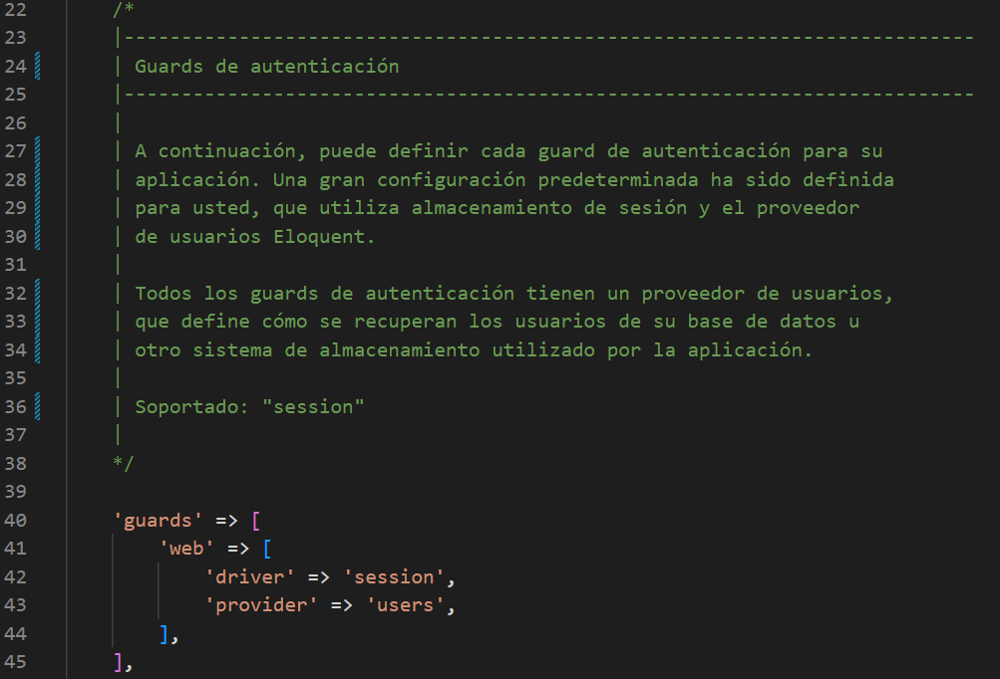 22 /*
23 |--------------------------------------------------------------------------
24 | Guards de autenticación
25 |--------------------------------------------------------------------------
26 |
27 | A continuación, puede definir cada guard de autenticación para su
28 | aplicación. Una gran configuración predeterminada ha sido definida
29 | para usted, que utiliza almacenamiento de sesión y el proveedor
30 | de usuarios Eloquent.
31 |
32 | Todos los guards de autenticación tienen un proveedor de usuarios,
33 | que define cómo se recuperan los usuarios de su base de datos u
34 | otro sistema de almacenamiento utilizado por la aplicación.
35 |
36 | Soportado: "session"
37 |
38 */
39
40 'guards' => [
41 'web' => [
42 'driver' => 'session',
43 'provider' => 'users',
44 ],
45 ],